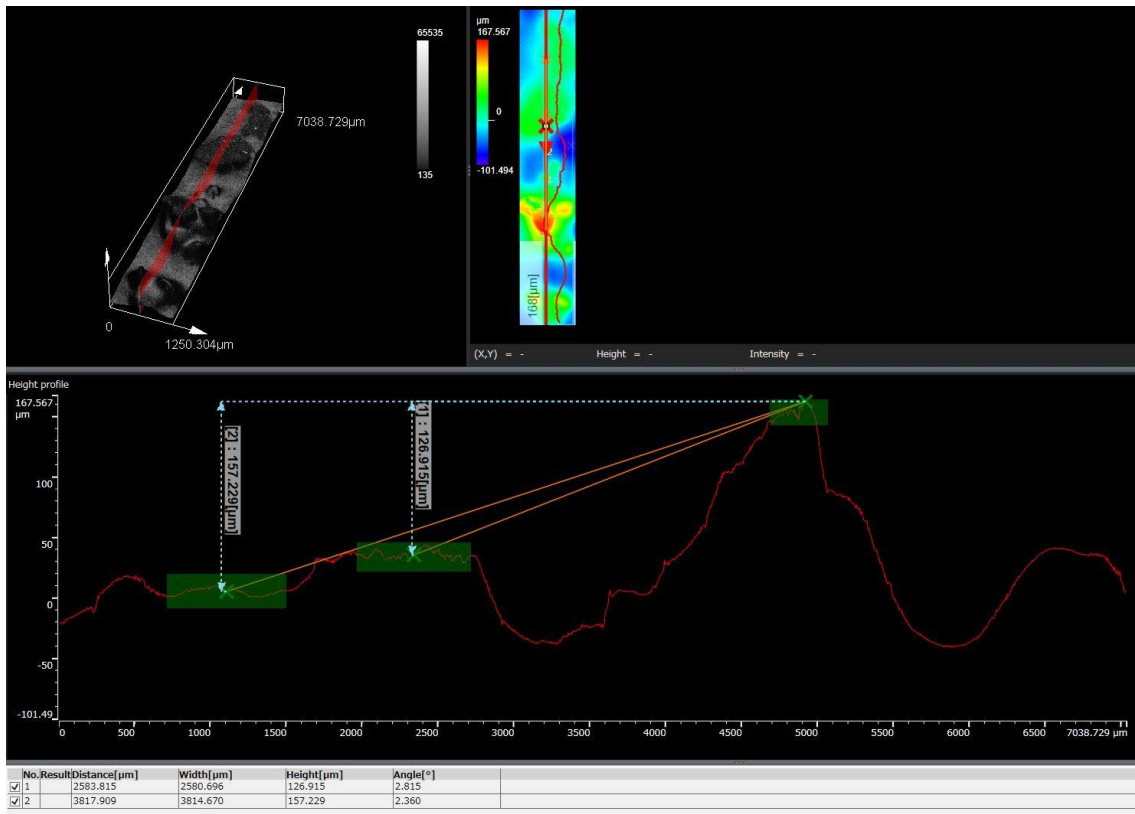 65535
135
7038.729µm
0
1250.304µm
µm
167.567
0
-101.494
2
1
168[µm]
(X,Y) = - Height = - Intensity = -
Height profile
167.567
µm
100
50
0
-50
-101.49
[2] : 157.229[µm]
[1] : 126.915[µm]
0 500 1000 1500 2000 2500 3000 3500 4000 4500 5000 5500 6000 6500 7038.729 µm
No. Result Distance[µm] Width[µm] Height[µm] Angle[°]
1 2583.815 2580.696 126.915 2.815
2 3817.909 3814.670 157.229 2.360